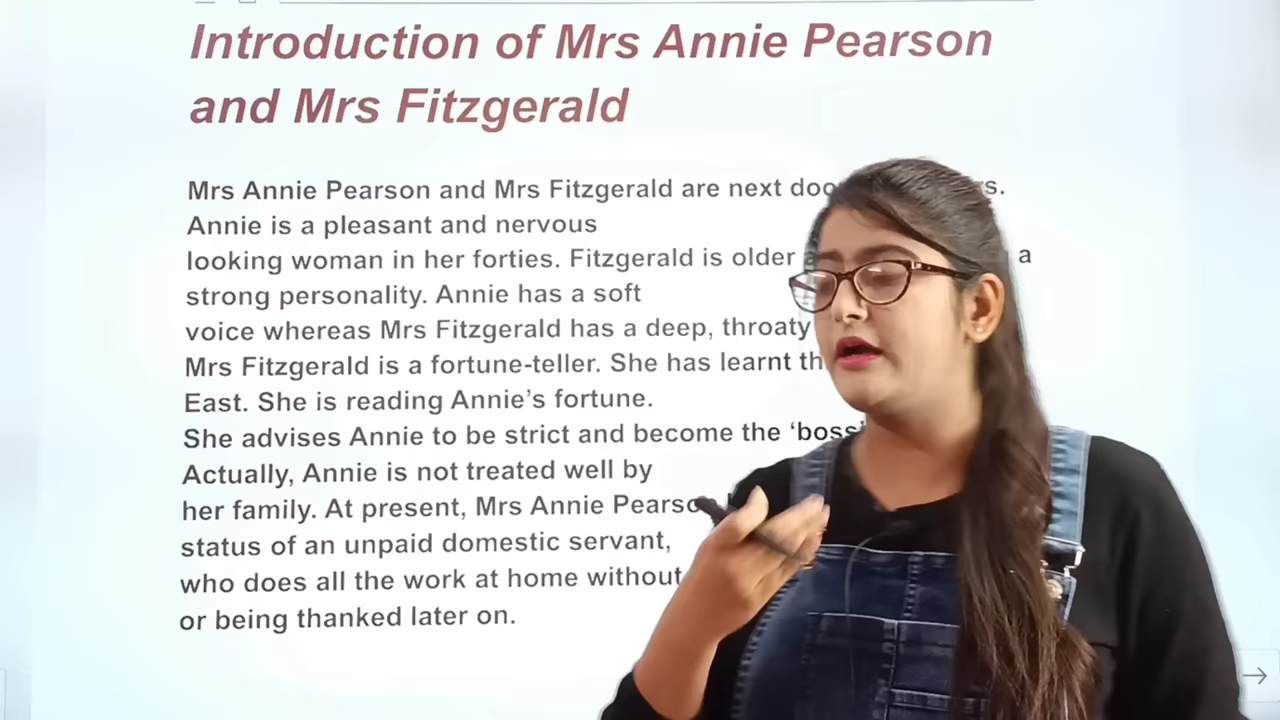 Introduction of Mrs Annie Pearson
and Mrs Fitzgerald
Mrs Annie Pearson and Mrs Fitzgerald are next
Annie is a pleasant and nervous
looking woman in her forties. Fitzgerald is older a
strong personality. Annie has a soft
voice whereas Mrs Fitzgerald has a deep, throaty
Mrs Fitzgerald is a fortune-teller. She has learnt
East. She is reading Annie's fortune.
She advises Annie to be strict and become the
Actually, Annie is not treated well by
her family. At present, Mrs Annie
status of an unpaid domestic servant,
who does all the work at home without
or being thanked later on.